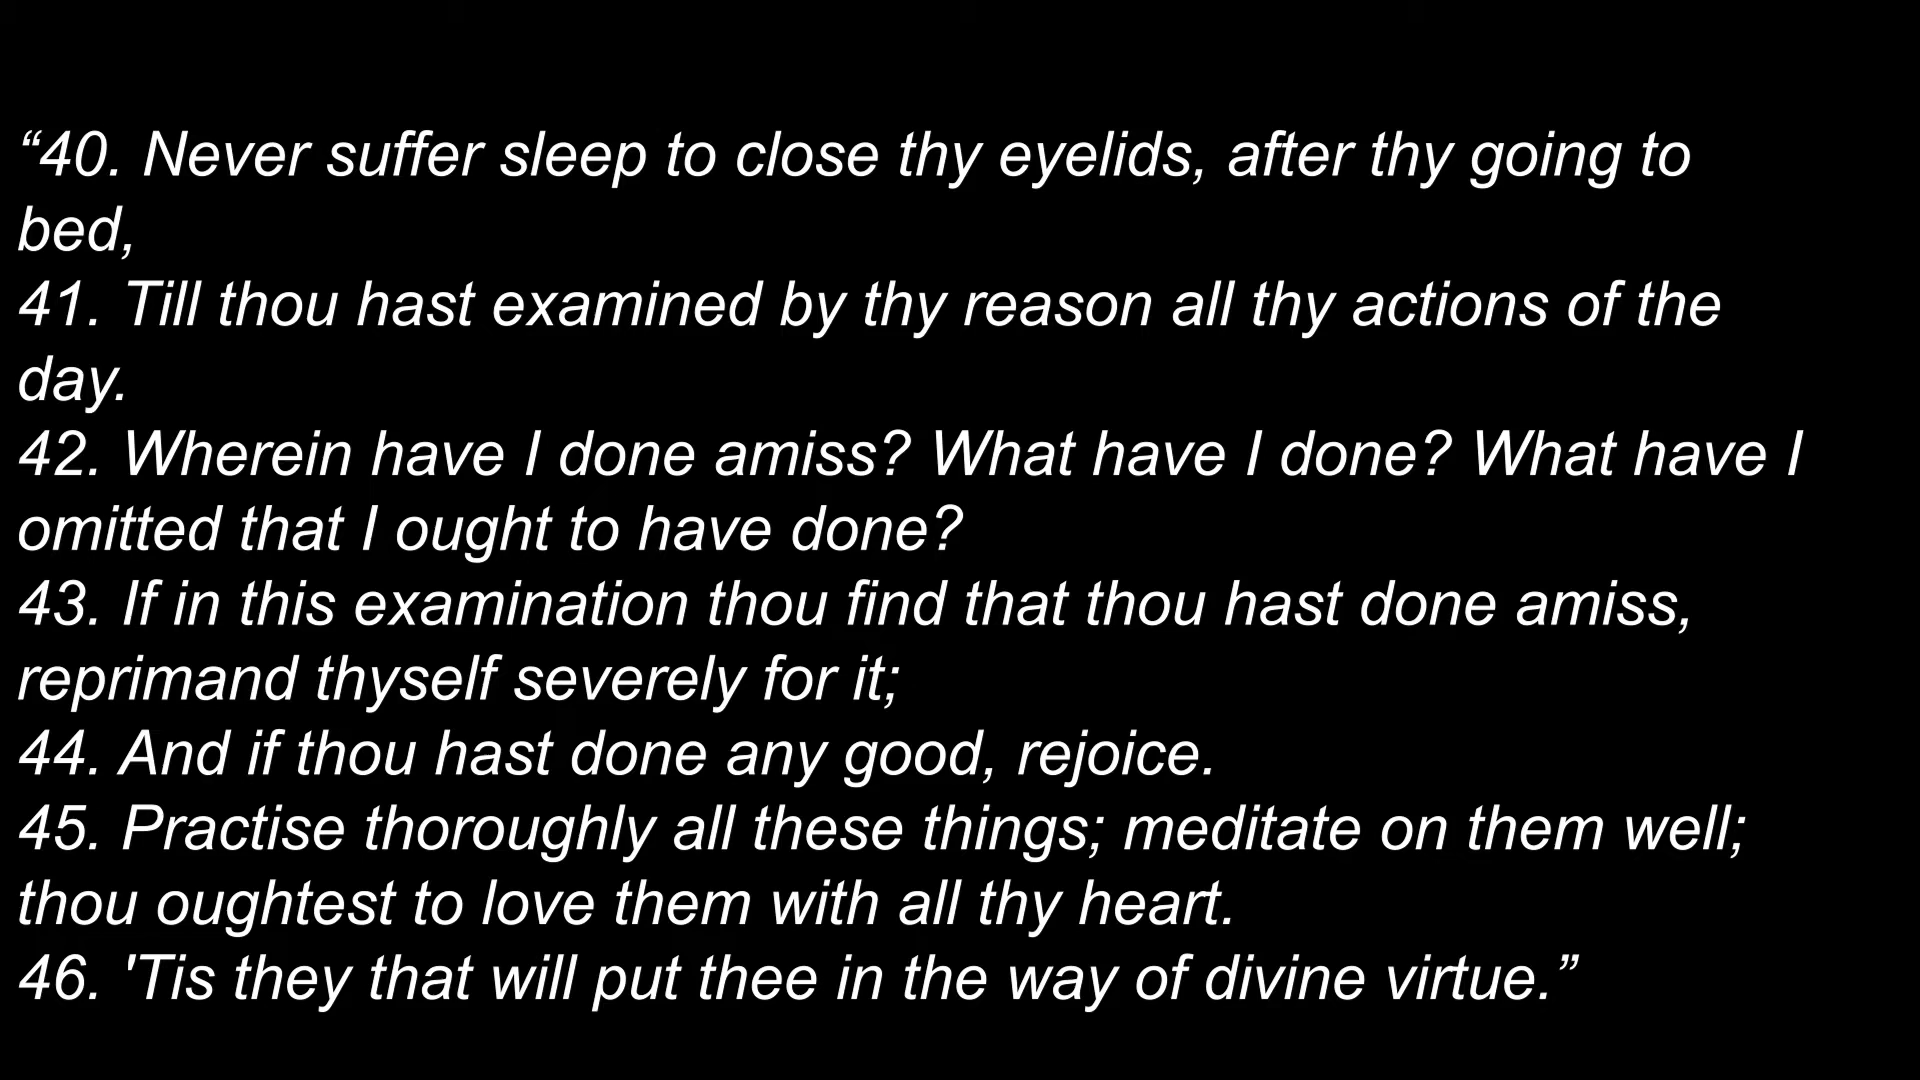 “40. Never suffer sleep to close thy eyelids, after thy going to
bed,
41. Till thou hast examined by thy reason all thy actions of the
day.
42. Wherein have I done amiss? What have I done? What have I
omitted that I ought to have done?
43. If in this examination thou find that thou hast done amiss,
reprimand thyself severely for it;
44. And if thou hast done any good, rejoice.
45. Practise thoroughly all these things; meditate on them well;
thou oughtest to love them with all thy heart.
46. 'Tis they that will put thee in the way of divine virtue.”